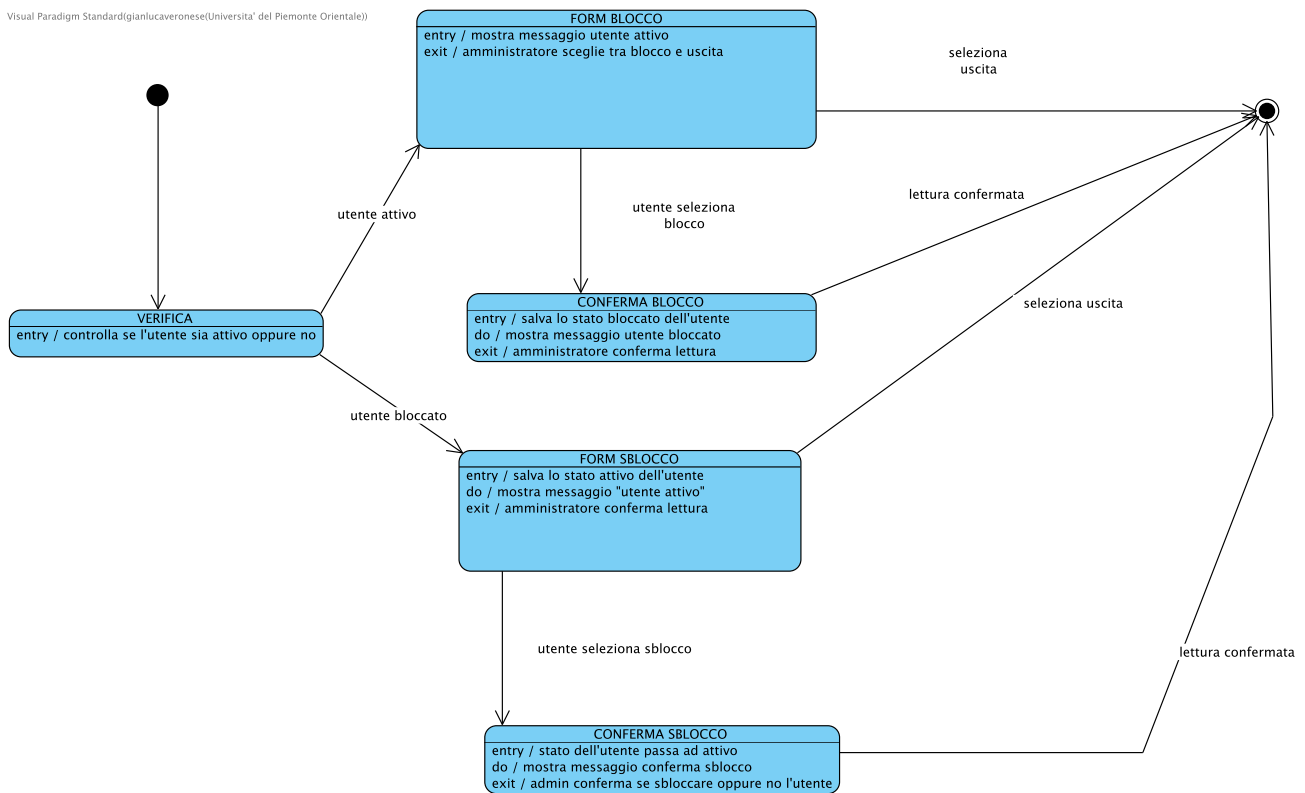 Visual Paradigm Standard(gianlucaveronese(Universita' del Piemonte Orientale))
FORM BLOCCO
entry / mostra messaggio utente attivo
exit / amministratore sceglie tra blocco e uscita
seleziona
uscita
utente attivo
utente seleziona
blocco
lettura confermata
VERIFICA
entry / controlla se l'utente sia attivo oppure no
CONFERMA BLOCCO
entry / salva lo stato bloccato dell'utente
do / mostra messaggio utente bloccato
exit / amministratore conferma lettura
seleziona uscita
utente bloccato
FORM SBLOCCO
entry / salva lo stato attivo dell'utente
do / mostra messaggio "utente attivo"
exit / amministratore conferma lettura
utente seleziona sblocco
lettura confermata
CONFERMA SBLOCCO
entry / stato dell'utente passa ad attivo
do / mostra messaggio conferma sblocco
exit / admin conferma se sbloccare oppure no l'utente